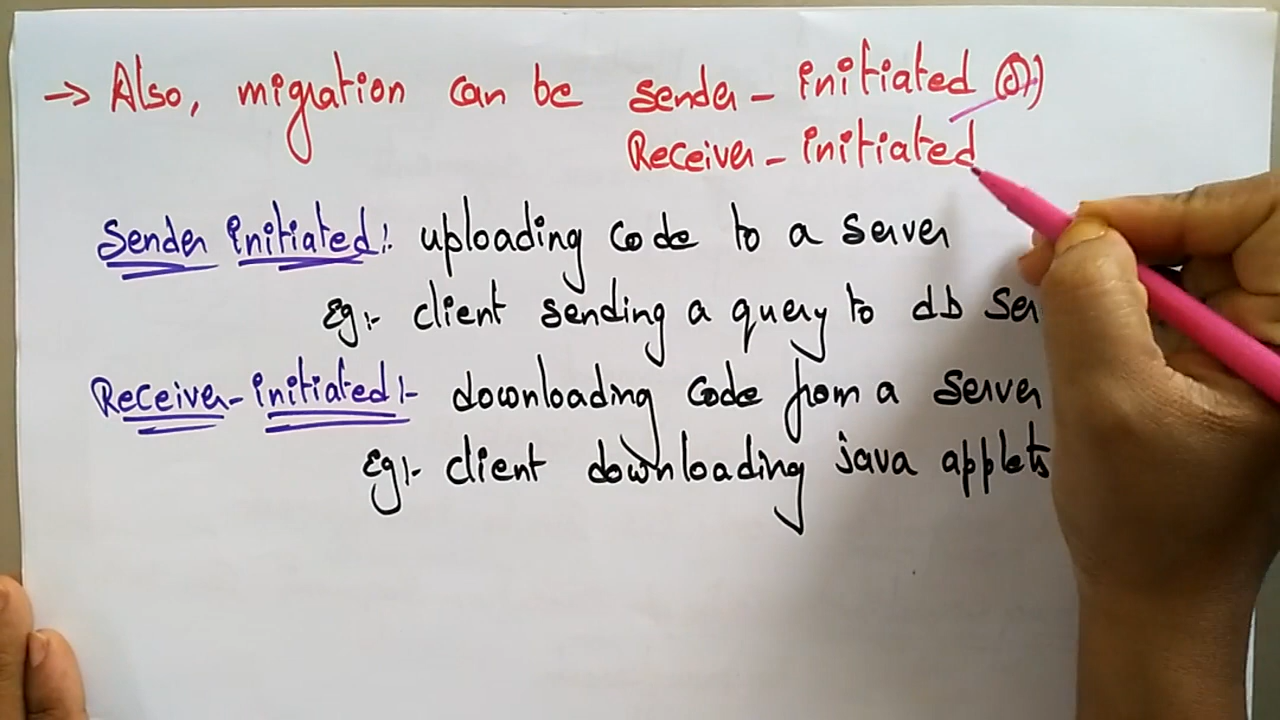 → Also, migration can be sender - initiated (or)
Receiver - initiated
Sender initiated :- uploading code to a server
Eg :- client sending a query to db ser
Receiver - initiated :- downloading code from a server
Eg :- client downloading java applets